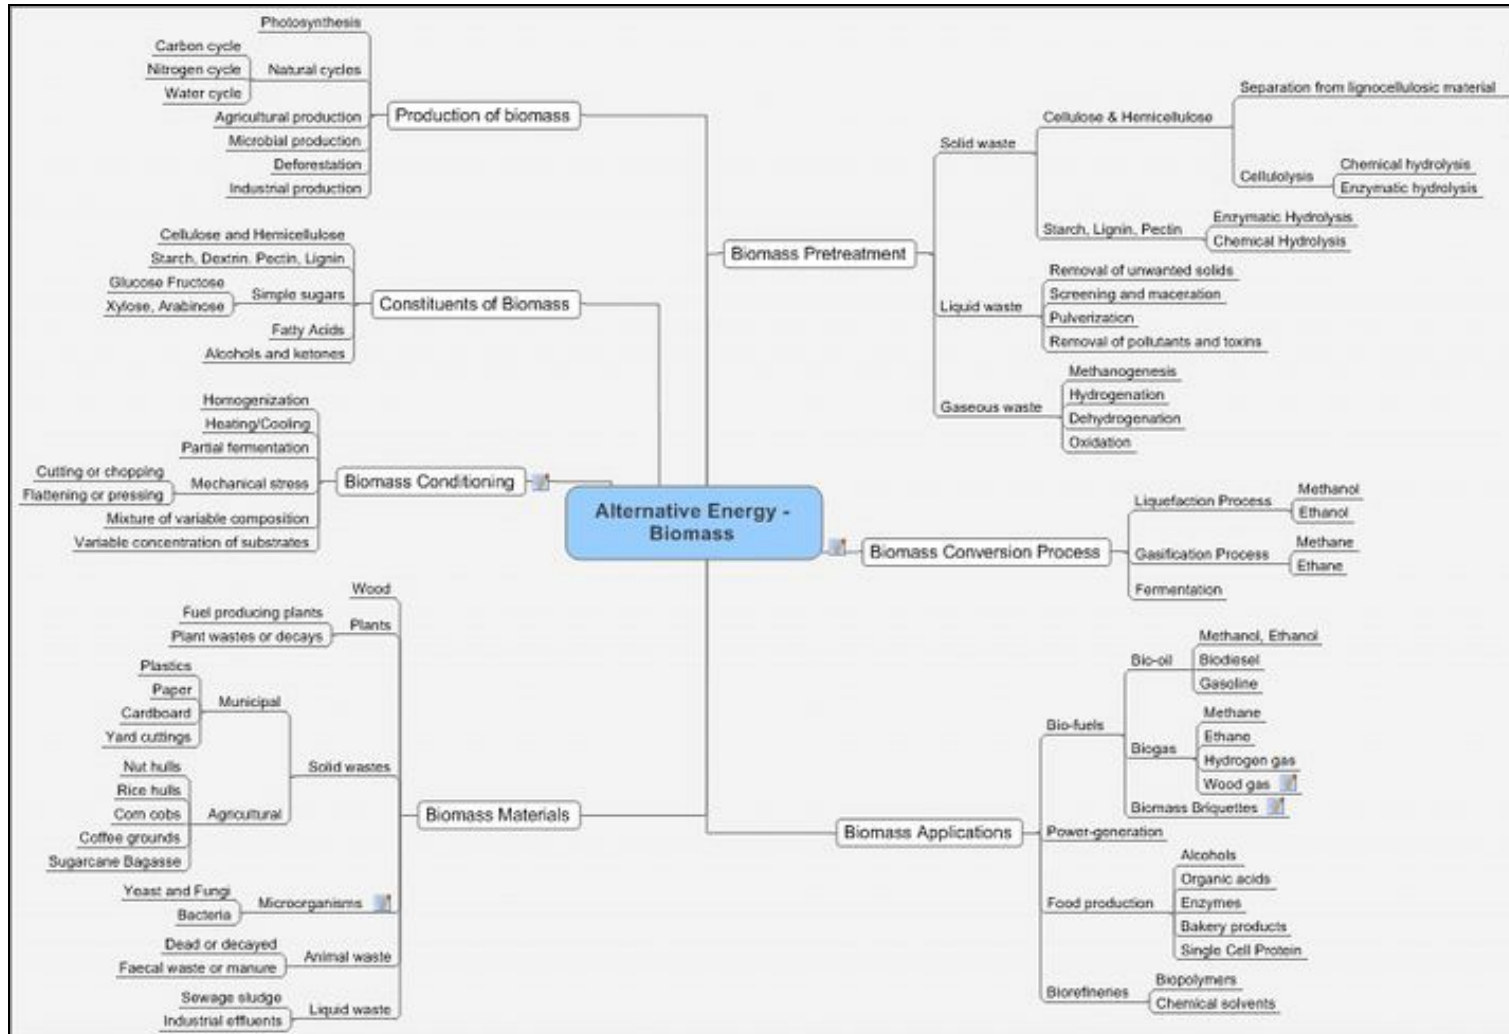 Photosynthesis
Carbon cycle
Nitrogen cycle
Water cycle
Natural cycles
Agricultural production
Microbial production
Deforestation
Industrial production
Production of biomass
Cellulose and Hemicellulose
Starch, Dextrin. Pectin, Lignin
Glucose Fructose
Xylose, Arabinose
Simple sugars
Fatty Acids
Alcohols and ketones
Constituents of Biomass
Homogenization
Heating/Cooling
Partial fermentation
Cutting or chopping
Flattening or pressing
Mechanical stress
Mixture of variable composition
Variable concentration of substrates
Biomass Conditioning
Alternative Energy -
Biomass
Wood
Fuel producing plants
Plant wastes or decays
Plants
Plastics
Paper
Cardboard
Yard cuttings
Municipal
Nut hulls
Rice hulls
Corn cobs
Coffee grounds
Sugarcane Bagasse
Agricultural
Solid wastes
Yeast and Fungi
Bacteria
Microorganisms
Dead or decayed
Faecal waste or manure
Animal waste
Sewage sludge
Industrial effluents
Liquid waste
Biomass Materials
Biomass Pretreatment
Solid waste
Cellulose & Hemicellulose
Separation from lignocellulosic material
Cellulolysis
Chemical hydrolysis
Enzymatic hydrolysis
Starch, Lignin, Pectin
Enzymatic Hydrolysis
Chemical Hydrolysis
Liquid waste
Removal of unwanted solids
Screening and maceration
Pulverization
Removal of pollutants and toxins
Gaseous waste
Methanogenesis
Hydrogenation
Dehydrogenation
Oxidation
Biomass Conversion Process
Liquefaction Process
Methanol
Ethanol
Gasification Process
Methane
Ethane
Fermentation
Biomass Applications
Bio-fuels
Bio-oil
Methanol, Ethanol
Biodiesel
Gasoline
Biogas
Methane
Ethane
Hydrogen gas
Wood gas
Biomass Briquettes
Power-generation
Food production
Alcohols
Organic acids
Enzymes
Bakery products
Single Cell Protein
Biorefineries
Biopolymers
Chemical solvents